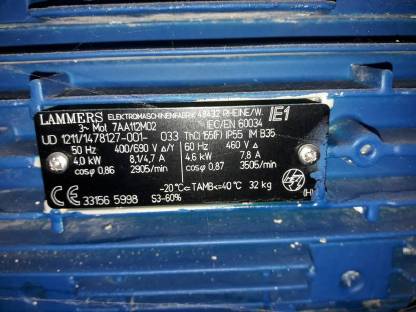 LAMMERS ELEKTROMASCHINENFABRIK 48432 RHEINE/W. IE1
3~ Mot 7AA112M02 IEC/EN 60034
UD 1211/1478127-001- 033 ThCl 155(F) IP55 IM B35
50 Hz 400/690 V Δ/Y 60 Hz 460 V Δ
4,0 kW 8,1/4,7 A 4,6 kW 7,8 A
cosφ 0,86 2905/min cosφ 0,87 3505/min
-20°C<=TAMB<=40°C 32 kg
CE 33156 5998 S3-60% (H)